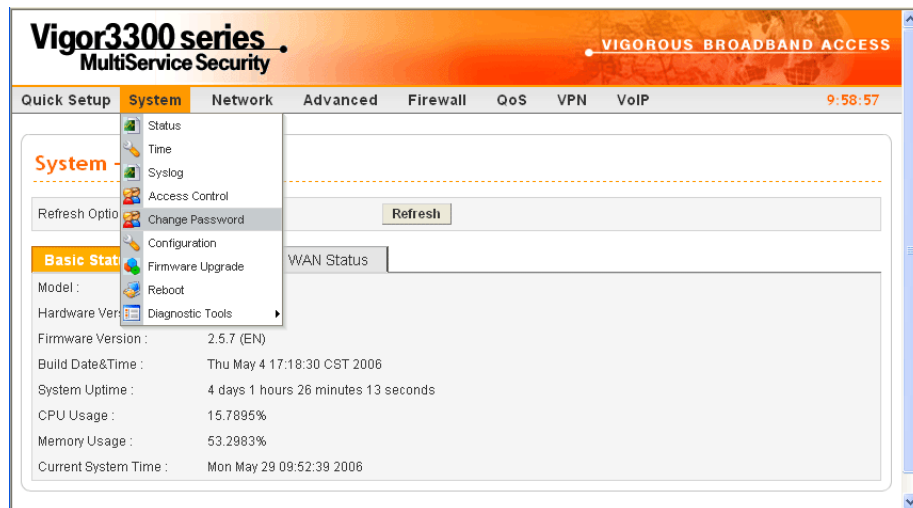 Vigor3300 series
MultiService Security
VIGOROUS BROADBAND ACCESS
Quick Setup System Network Advanced Firewall QoS VPN VoIP 9:58:57
Status
Time
Syslog
Access Control
Change Password
Configuration
Firmware Upgrade
Reboot
Diagnostic Tools
System -
Refresh Optio Refresh
Basic Stat WAN Status
Model :
Hardware Ver
Firmware Version : 2.5.7 (EN)
Build Date&Time : Thu May 4 17:18:30 CST 2006
System Uptime : 4 days 1 hours 26 minutes 13 seconds
CPU Usage : 15.7895%
Memory Usage : 53.2983%
Current System Time : Mon May 29 09:52:39 2006